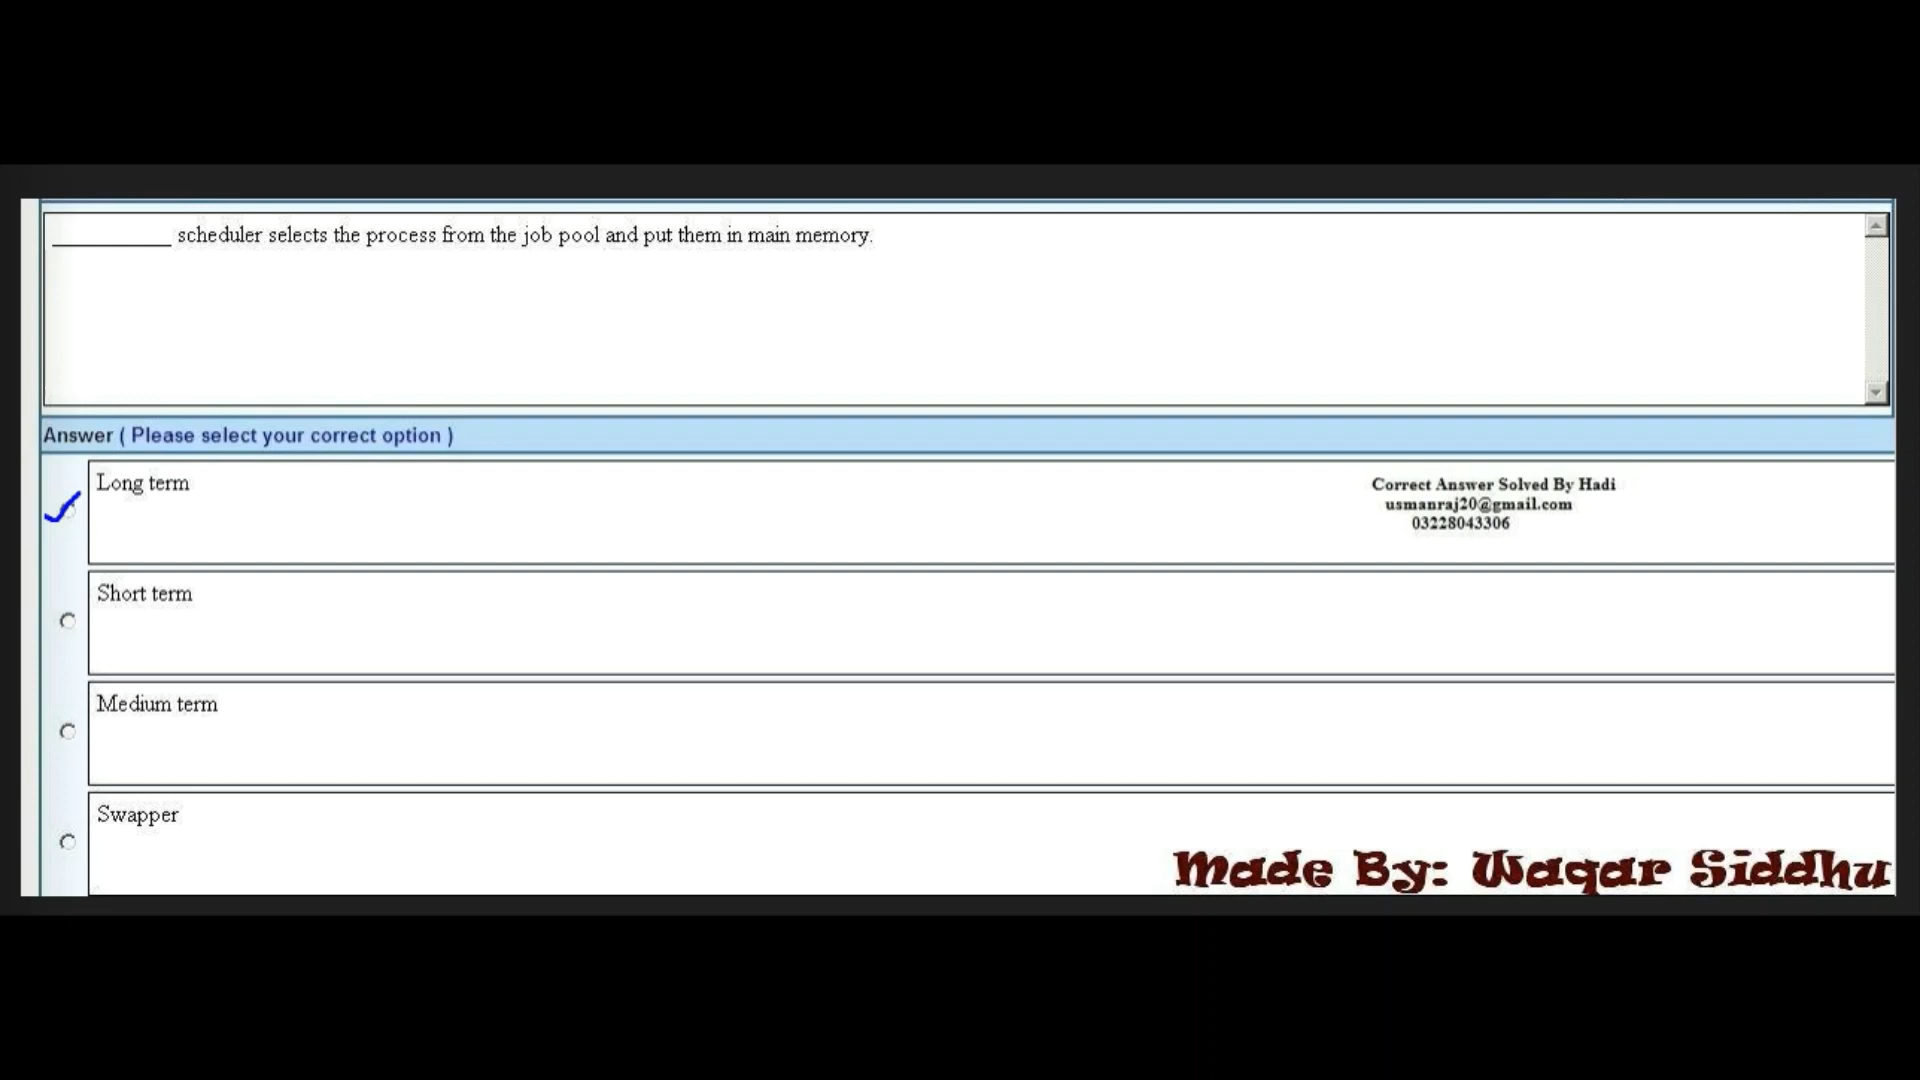 ___________ scheduler selects the process from the job pool and put them in main memory.
Answer ( Please select your correct option )
Long term
Correct Answer Solved By Hadi
usmanraj20@gmail.com
03228043306
Short term
Medium term
Swapper
Made By: Waqar Siddhu